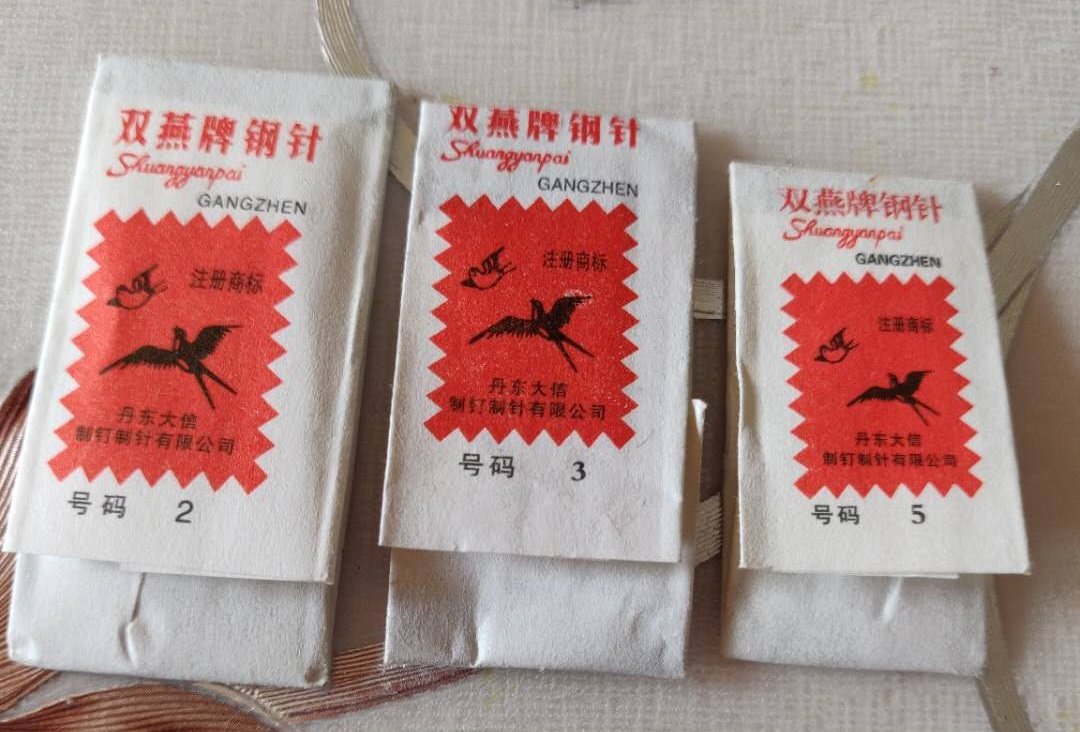 双燕牌钢针
Shuangyanpai
GANGZHEN
注册商标
丹东大信
制钉制针有限公司
号码 2
双燕牌钢针
Shuangyanpai
GANGZHEN
注册商标
丹东大信
制钉制针有限公司
号码 3
双燕牌钢针
Shuangyanpai
GANGZHEN
注册商标
丹东大信
制钉制针有限公司
号码 5